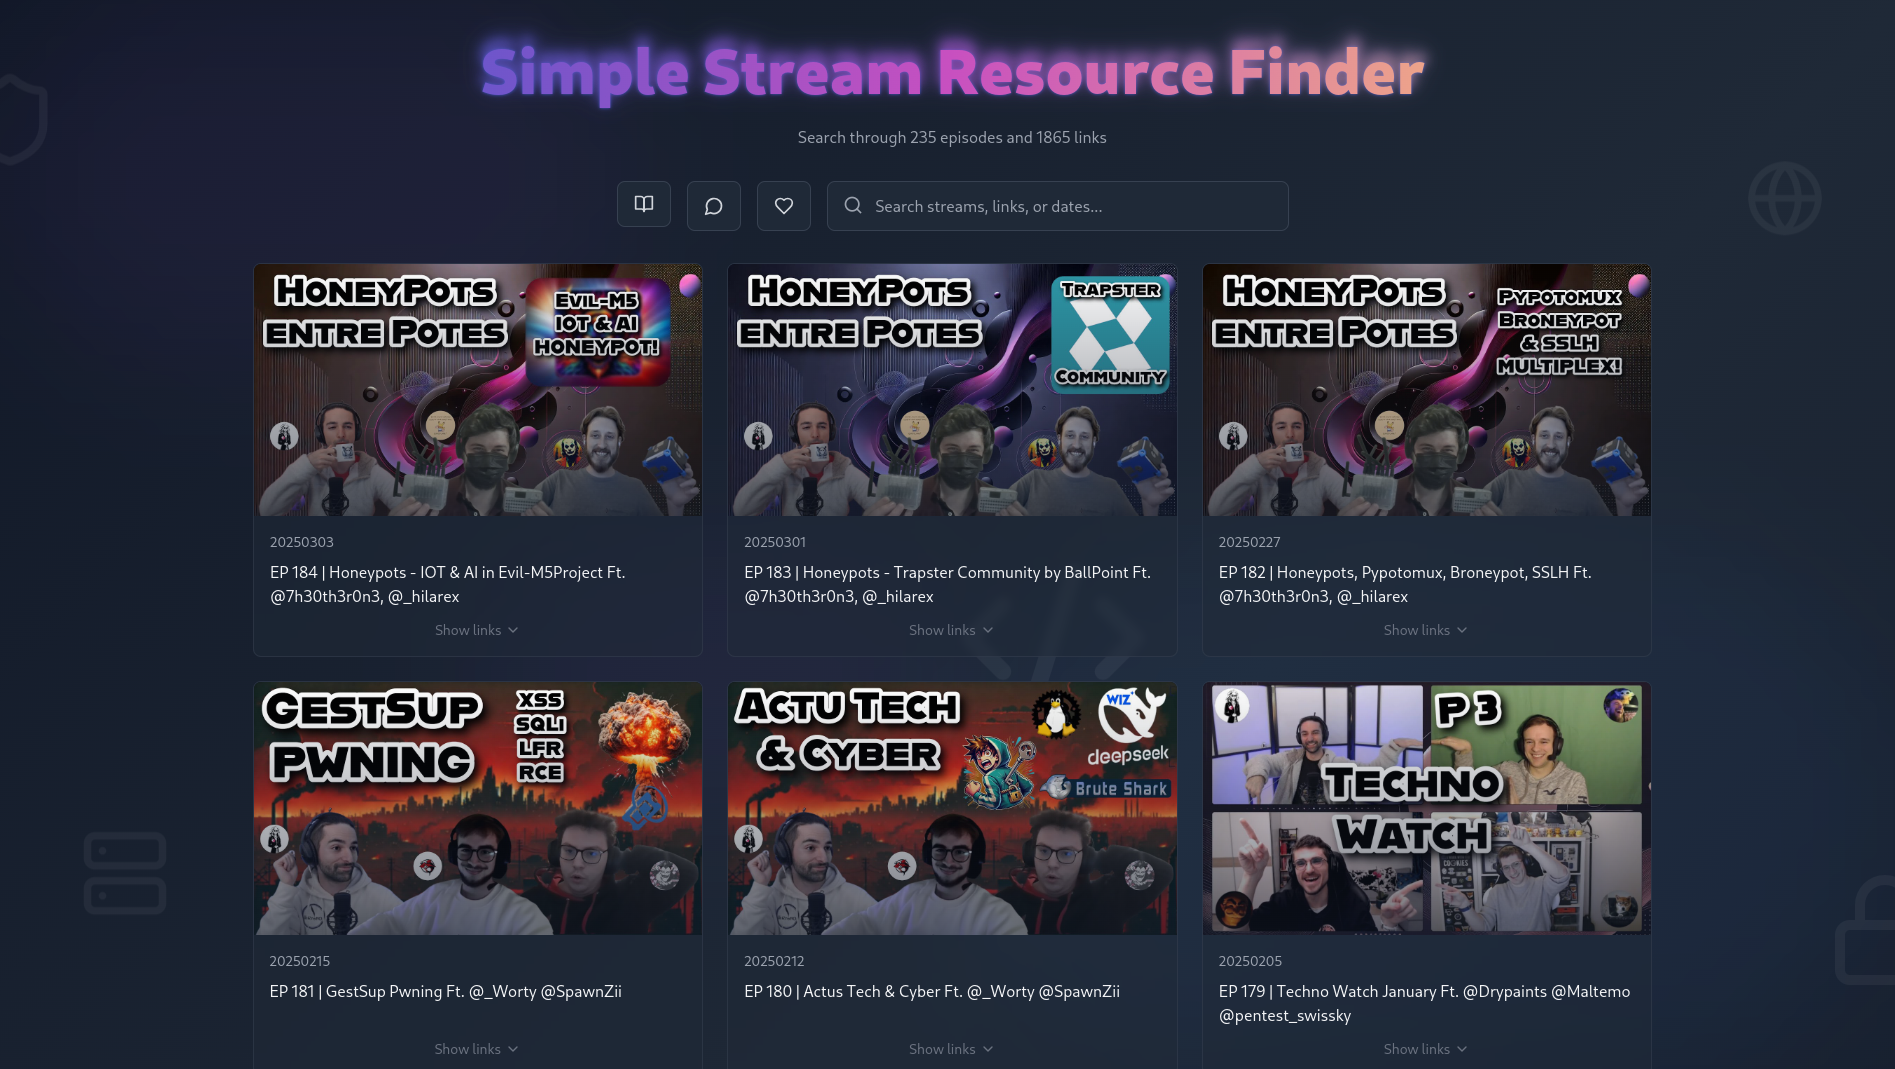 Simple Stream Resource Finder
Search through 235 episodes and 1865 links
Search streams, links, or dates...
HoneyPots
entre Potes
Evil-M5
IOT & AI
HONEYPOT!
HoneyPots
entre Potes
Trapster
Community
HoneyPots
entre Potes
Pypotomux
Broneypot
& SSLH
MULTIPLEX!
20250303
EP 184 | Honeypots - IOT & AI in Evil-M5Project Ft.
@7h30th3r0n3, @_hilarex
Show links
20250301
EP 183 | Honeypots - Trapster Community by BallPoint Ft.
@7h30th3r0n3, @_hilarex
Show links
20250227
EP 182 | Honeypots, Pypotomux, Broneypot, SSLH Ft.
@7h30th3r0n3, @_hilarex
Show links
GestSup
PWNING
XSS
SQLi
LFR
RCE
Actu Tech
& Cyber
WIZ
deepseek
Brute Shark
P 3
Techno
Watch
20250215
EP 181 | GestSup Pwning Ft. @_Worty @SpawnZii
Show links
20250212
EP 180 | Actus Tech & Cyber Ft. @_Worty @SpawnZii
Show links
20250205
EP 179 | Techno Watch January Ft. @Drypaints @Maltemo
@pentest_swissky
Show links